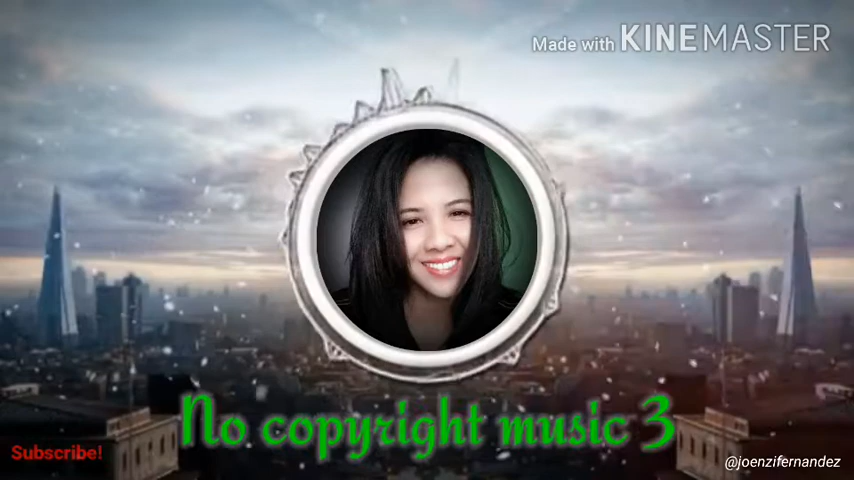 Made with KINEMASTER
No copyright music 3
Subscribe!
@joenzifernandez